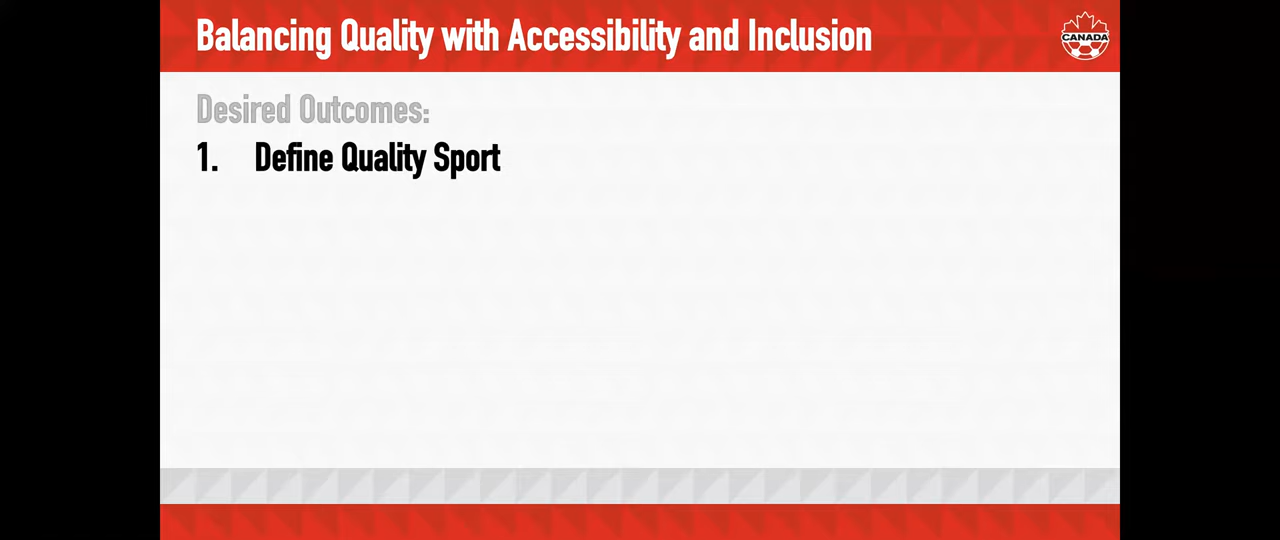 Balancing Quality with Accessibility and Inclusion
CANADA
Desired Outcomes:
1. Define Quality Sport